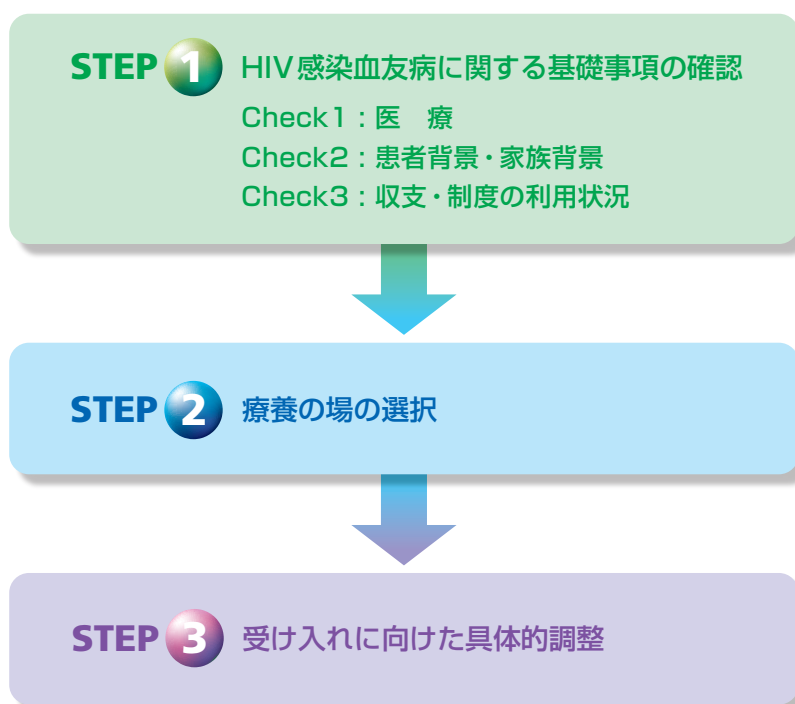 STEP 1 HIV感染血友病に関する基礎事項の確認
Check1：医　療
Check2：患者背景・家族背景
Check3：収支・制度の利用状況
STEP 2 療養の場の選択
STEP 3 受け入れに向けた具体的調整